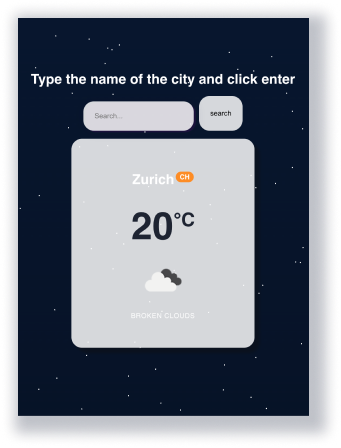 Type the name of the city and click enter
Search... search
Zurich CH
20°C
BROKEN CLOUDS